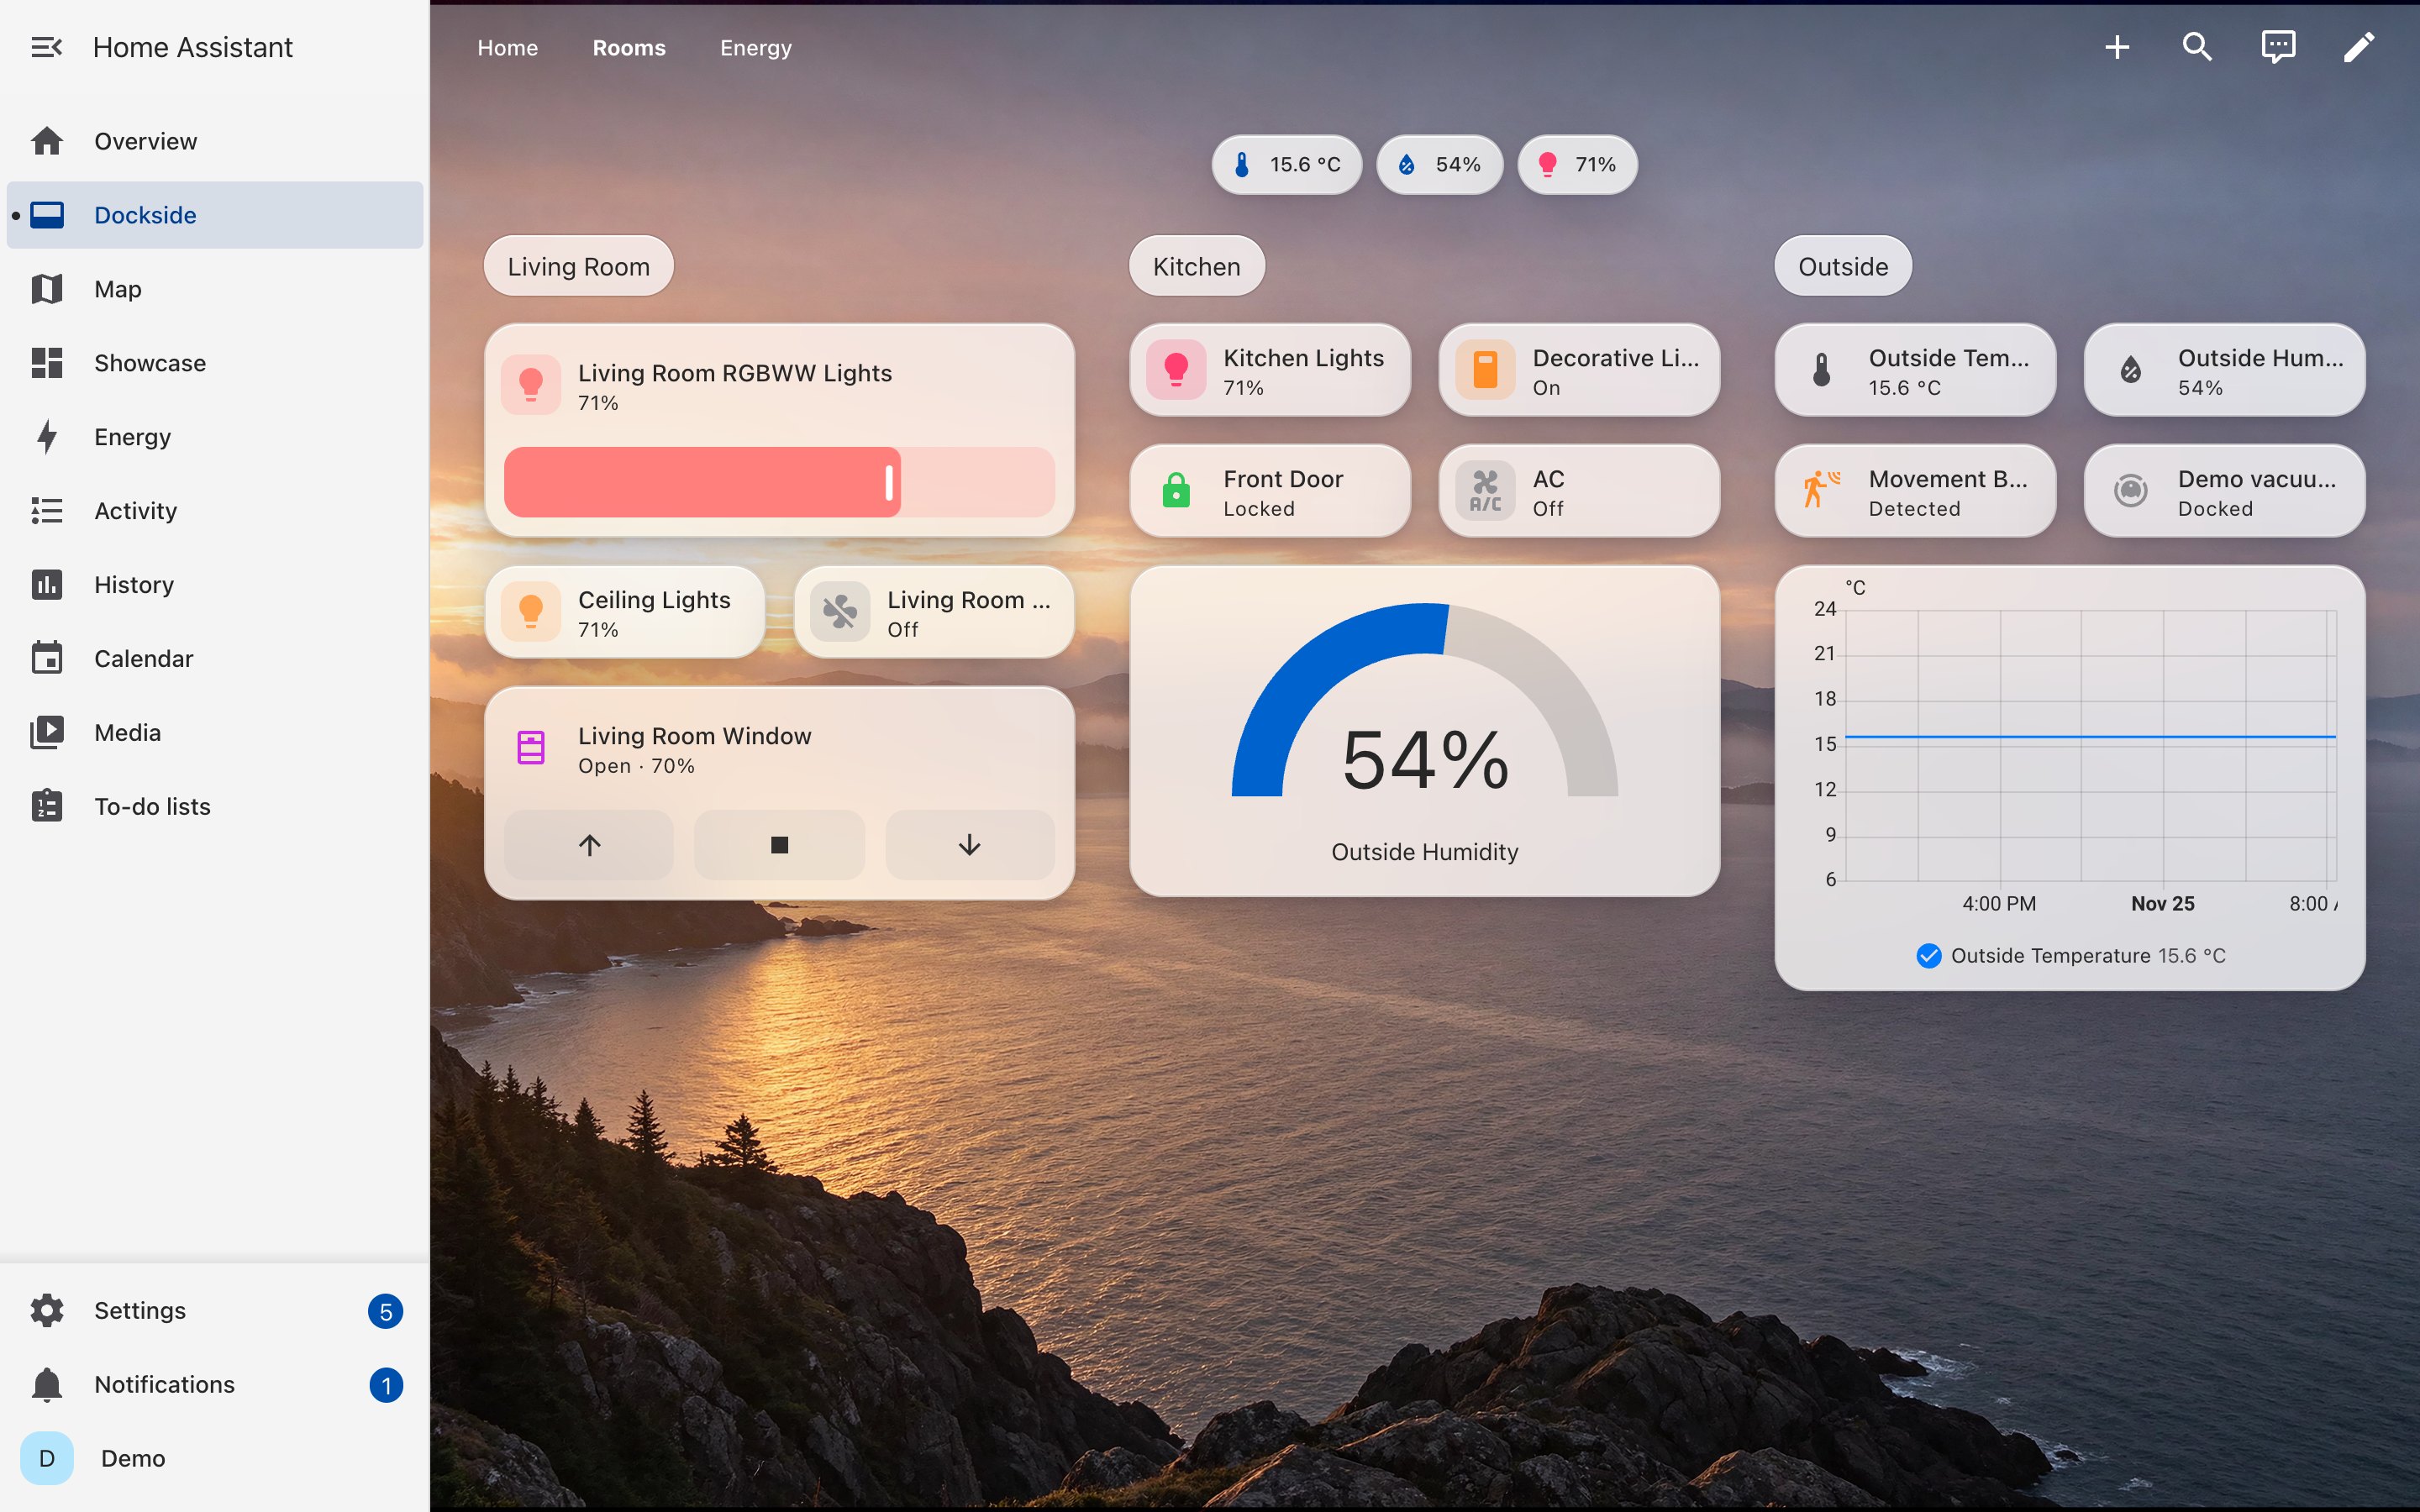 Home Assistant
Overview
Dockside
Map
Showcase
Energy
Activity
History
Calendar
Media
To-do lists
Settings 5
Notifications 1
D Demo
Home Rooms Energy
15.6 °C 54% 71%
Living Room
Living Room RGBWW Lights
71%
Ceiling Lights
71%
Living Room ...
Off
Living Room Window
Open · 70%
Kitchen
Kitchen Lights
71%
Decorative Li...
On
Front Door
Locked
A/C
AC
Off
54%
Outside Humidity
Outside
Outside Tem...
15.6 °C
Outside Hum...
54%
Movement B...
Detected
Demo vacuu...
Docked
°C
24
21
18
15
12
9
6
4:00 PM Nov 25 8:00
Outside Temperature 15.6 °C